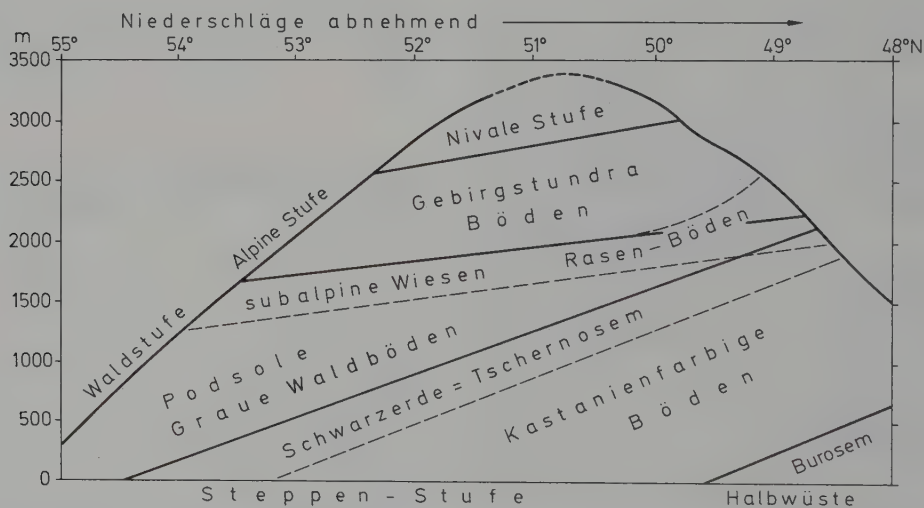 Niederschläge abnehmend
m
55° 54° 53° 52° 51° 50° 49° 48°N
3500
3000
2500
2000
1500
1000
500
0
Nivale Stufe
Gebirgstundra
Böden
Alpine Stufe
Rasen-Böden
subalpine Wiesen
Waldstufe
Podsole
Graue Waldböden
Schwarzerde = Tschernosem
Kastanienfarbige
Böden
Burosem
Steppen-Stufe
Halbwüste